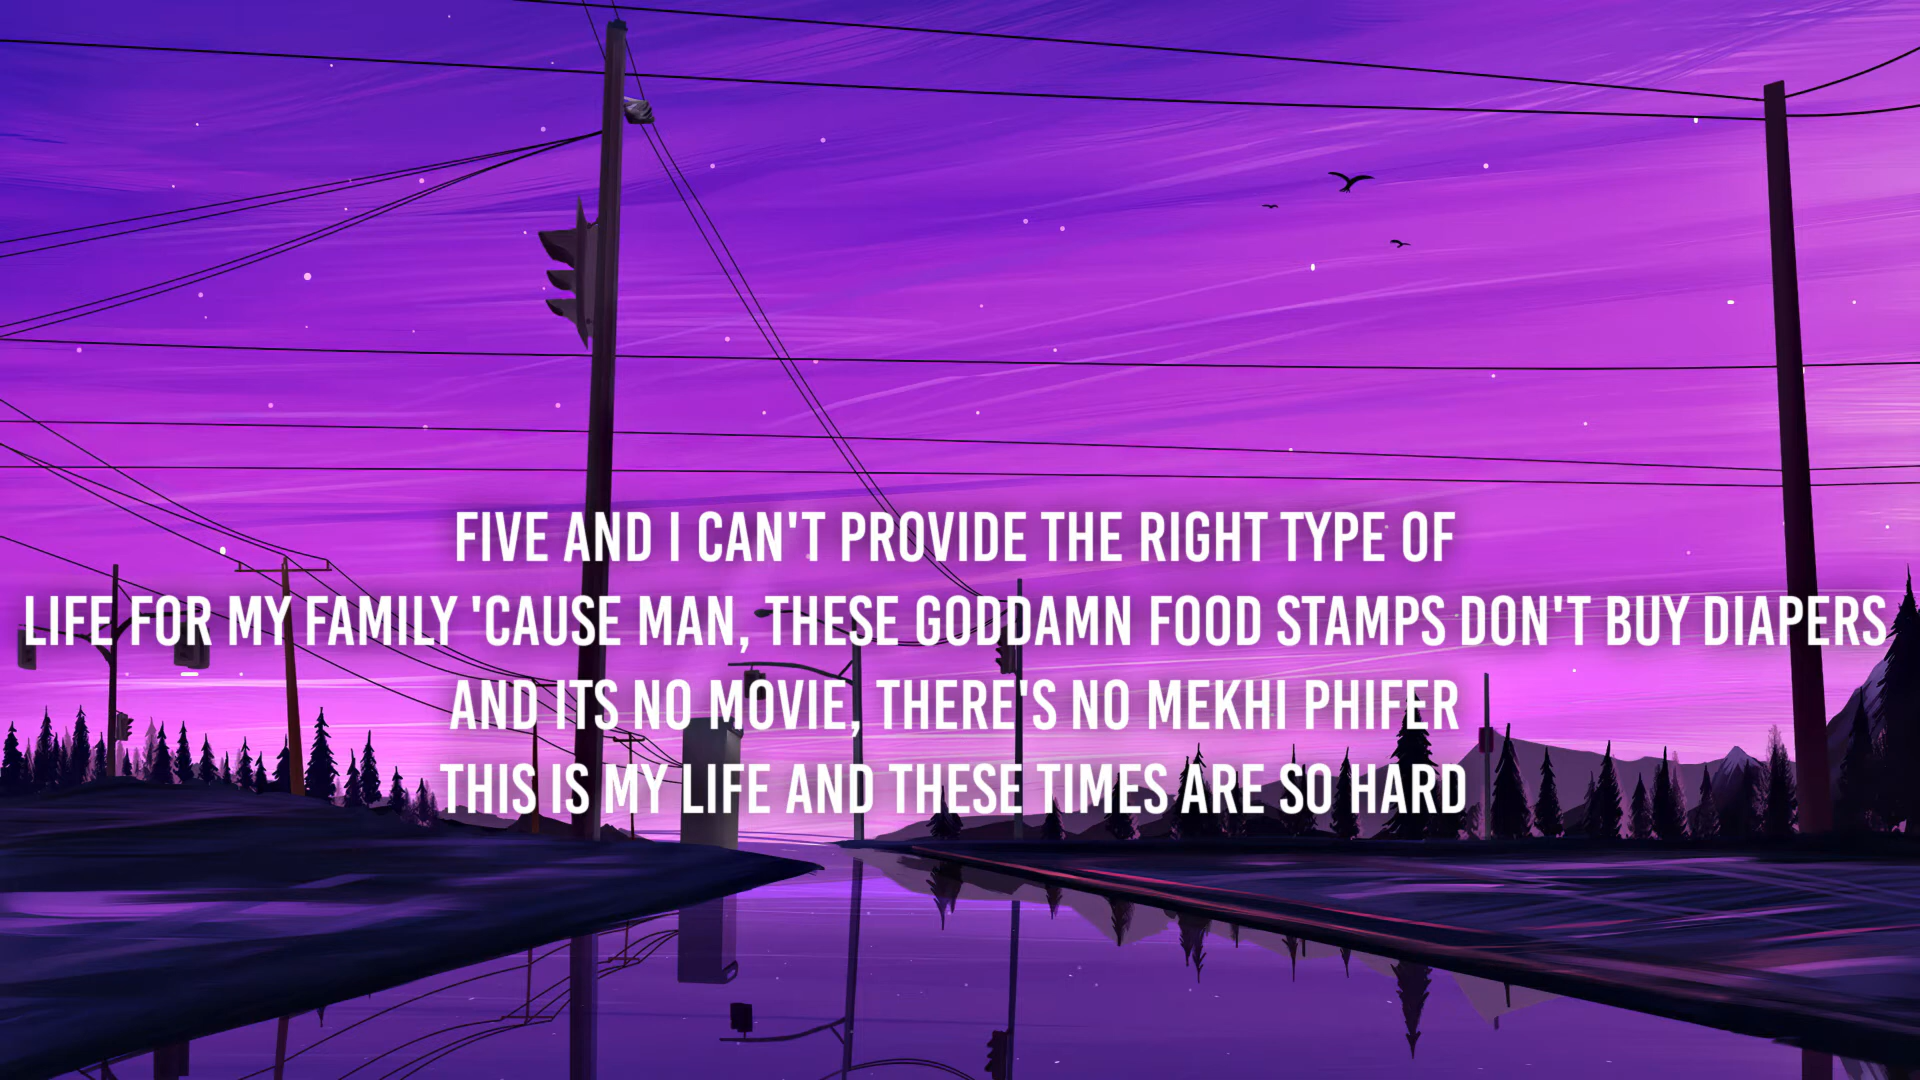 FIVE AND I CAN'T PROVIDE THE RIGHT TYPE OF
LIFE FOR MY FAMILY 'CAUSE MAN, THESE GODDAMN FOOD STAMPS DON'T BUY DIAPERS
AND ITS NO MOVIE, THERE'S NO MEKHI PHIFER
THIS IS MY LIFE AND THESE TIMES ARE SO HARD